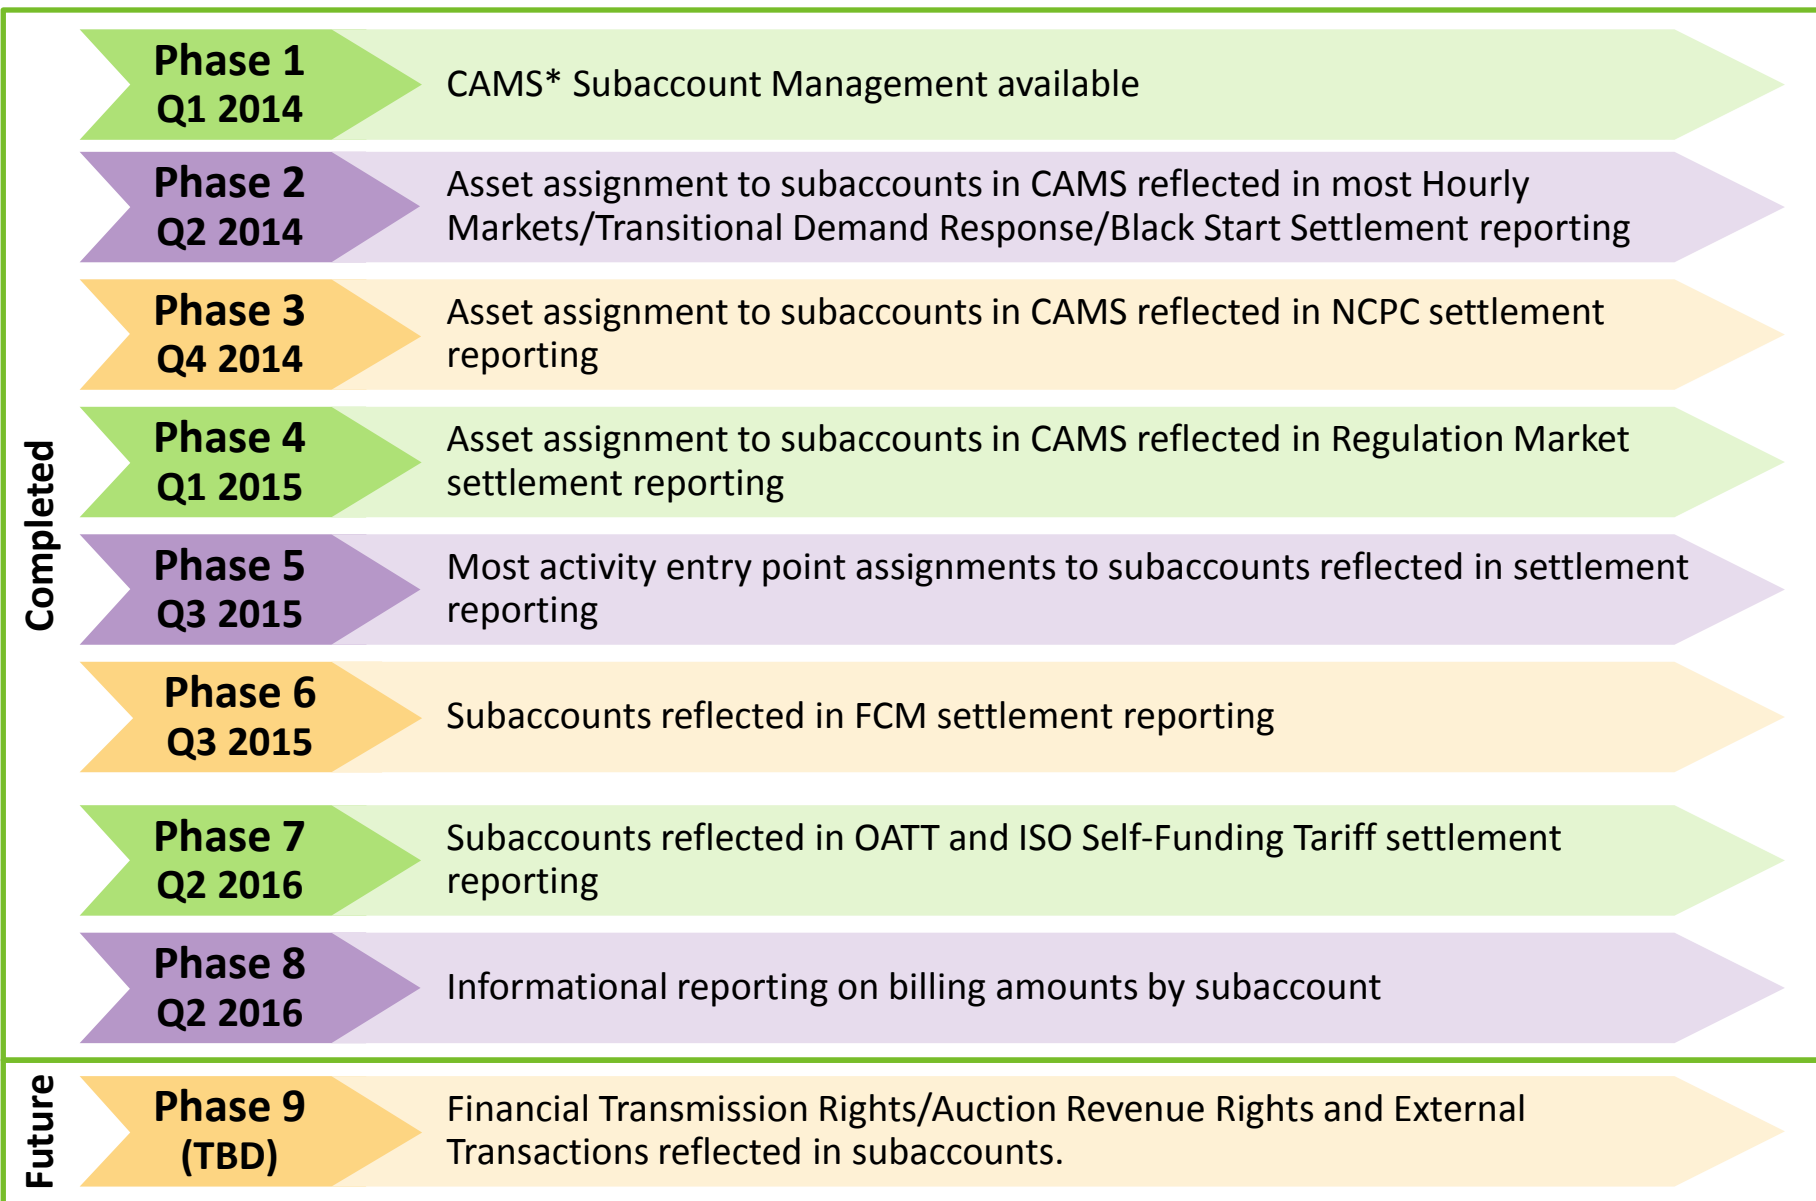 Completed
Phase 1
Q1 2014
CAMS* Subaccount Management available
Phase 2
Q2 2014
Asset assignment to subaccounts in CAMS reflected in most Hourly
Markets/Transitional Demand Response/Black Start Settlement reporting
Phase 3
Q4 2014
Asset assignment to subaccounts in CAMS reflected in NCPC settlement
reporting
Phase 4
Q1 2015
Asset assignment to subaccounts in CAMS reflected in Regulation Market
settlement reporting
Phase 5
Q3 2015
Most activity entry point assignments to subaccounts reflected in settlement
reporting
Phase 6
Q3 2015
Subaccounts reflected in FCM settlement reporting
Phase 7
Q2 2016
Subaccounts reflected in OATT and ISO Self-Funding Tariff settlement
reporting
Phase 8
Q2 2016
Informational reporting on billing amounts by subaccount
Future
Phase 9
(TBD)
Financial Transmission Rights/Auction Revenue Rights and External
Transactions reflected in subaccounts.